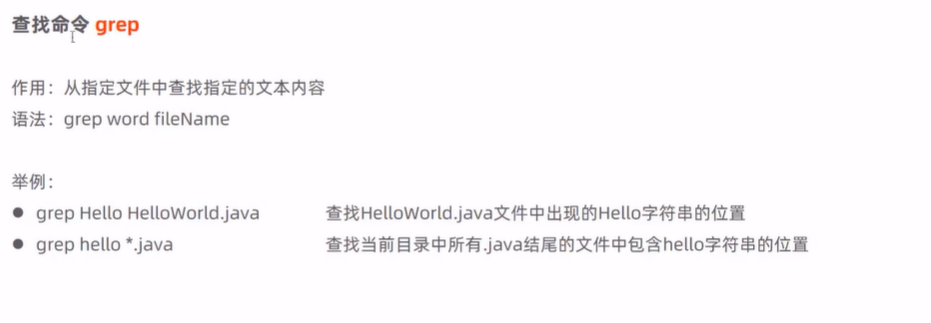 查找命令 grep
作用：从指定文件中查找指定的文本内容
语法：grep word fileName
举例：
● grep Hello HelloWorld.java 查找HelloWorld.java文件中出现的Hello字符串的位置
● grep hello *.java 查找当前目录中所有.java结尾的文件中包含hello字符串的位置